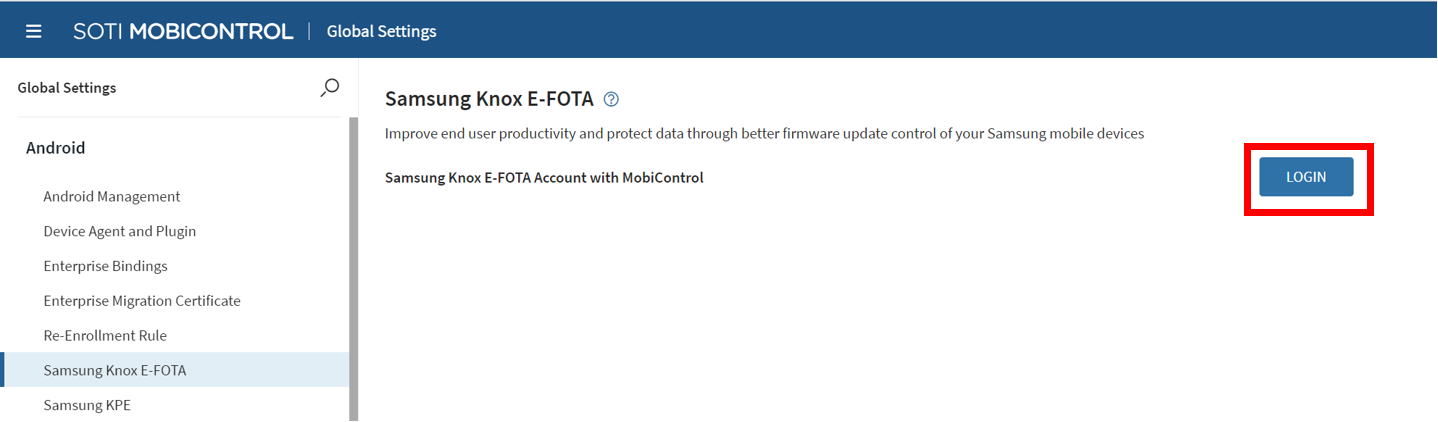 SOTI MOBICONTROL | Global Settings
Global Settings
Android
Android Management
Device Agent and Plugin
Enterprise Bindings
Enterprise Migration Certificate
Re-Enrollment Rule
Samsung Knox E-FOTA
Samsung KPE
Samsung Knox E-FOTA ?
Improve end user productivity and protect data through better firmware update control of your Samsung mobile devices
Samsung Knox E-FOTA Account with MobiControl
LOGIN